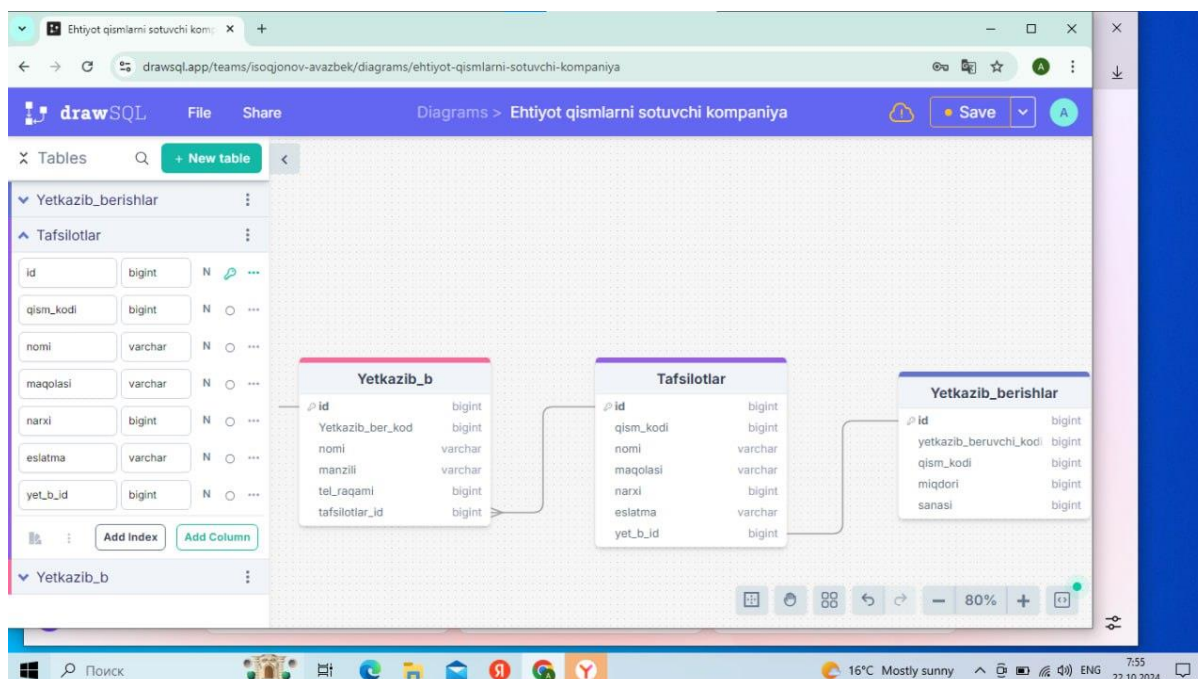 Ehtiyot qismlarni sotuvchi komp
drawsql.app/teams/isoqjonov-avazbek/diagrams/ehtiyot-qismlarni-sotuvchi-kompaniya
A
drawSQL File Share Diagrams > Ehtiyot qismlarni sotuvchi kompaniya Save A
Tables + New table
Yetkazib_berishlar
Tafsilotlar
id bigint N
qism_kodi bigint N
nomi varchar N
maqolasi varchar N
narxi bigint N
eslatma varchar N
yet_b_id bigint N
Add Index Add Column
Yetkazib_b
Yetkazib_b
id bigint
Yetkazib_ber_kod bigint
nomi varchar
manzili varchar
tel_raqami bigint
tafsilotlar_id bigint
Tafsilotlar
id bigint
qism_kodi bigint
nomi varchar
maqolasi varchar
narxi bigint
eslatma varchar
yet_b_id bigint
Yetkazib_berishlar
id bigint
yetkazib_beruvchi_kodi bigint
qism_kodi bigint
miqdori bigint
sanasi bigint
80%
Поиск
16°C Mostly sunny ENG 7:55
22.10.2024